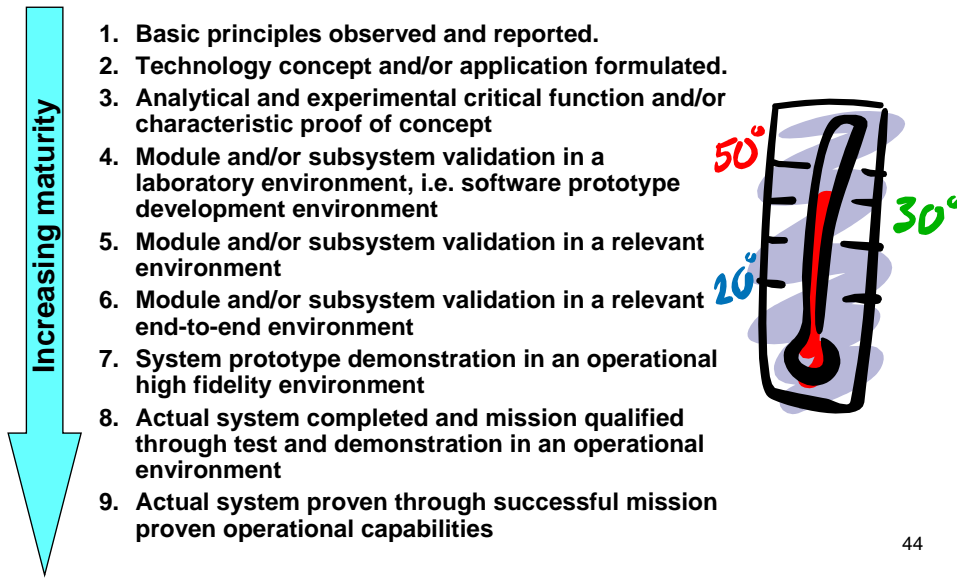 Increasing maturity
1. Basic principles observed and reported.
2. Technology concept and/or application formulated.
3. Analytical and experimental critical function and/or
characteristic proof of concept
4. Module and/or subsystem validation in a
laboratory environment, i.e. software prototype
development environment
5. Module and/or subsystem validation in a relevant
environment
6. Module and/or subsystem validation in a relevant
end-to-end environment
7. System prototype demonstration in an operational
high fidelity environment
8. Actual system completed and mission qualified
through test and demonstration in an operational
environment
9. Actual system proven through successful mission
proven operational capabilities
50°
30°
20°
44